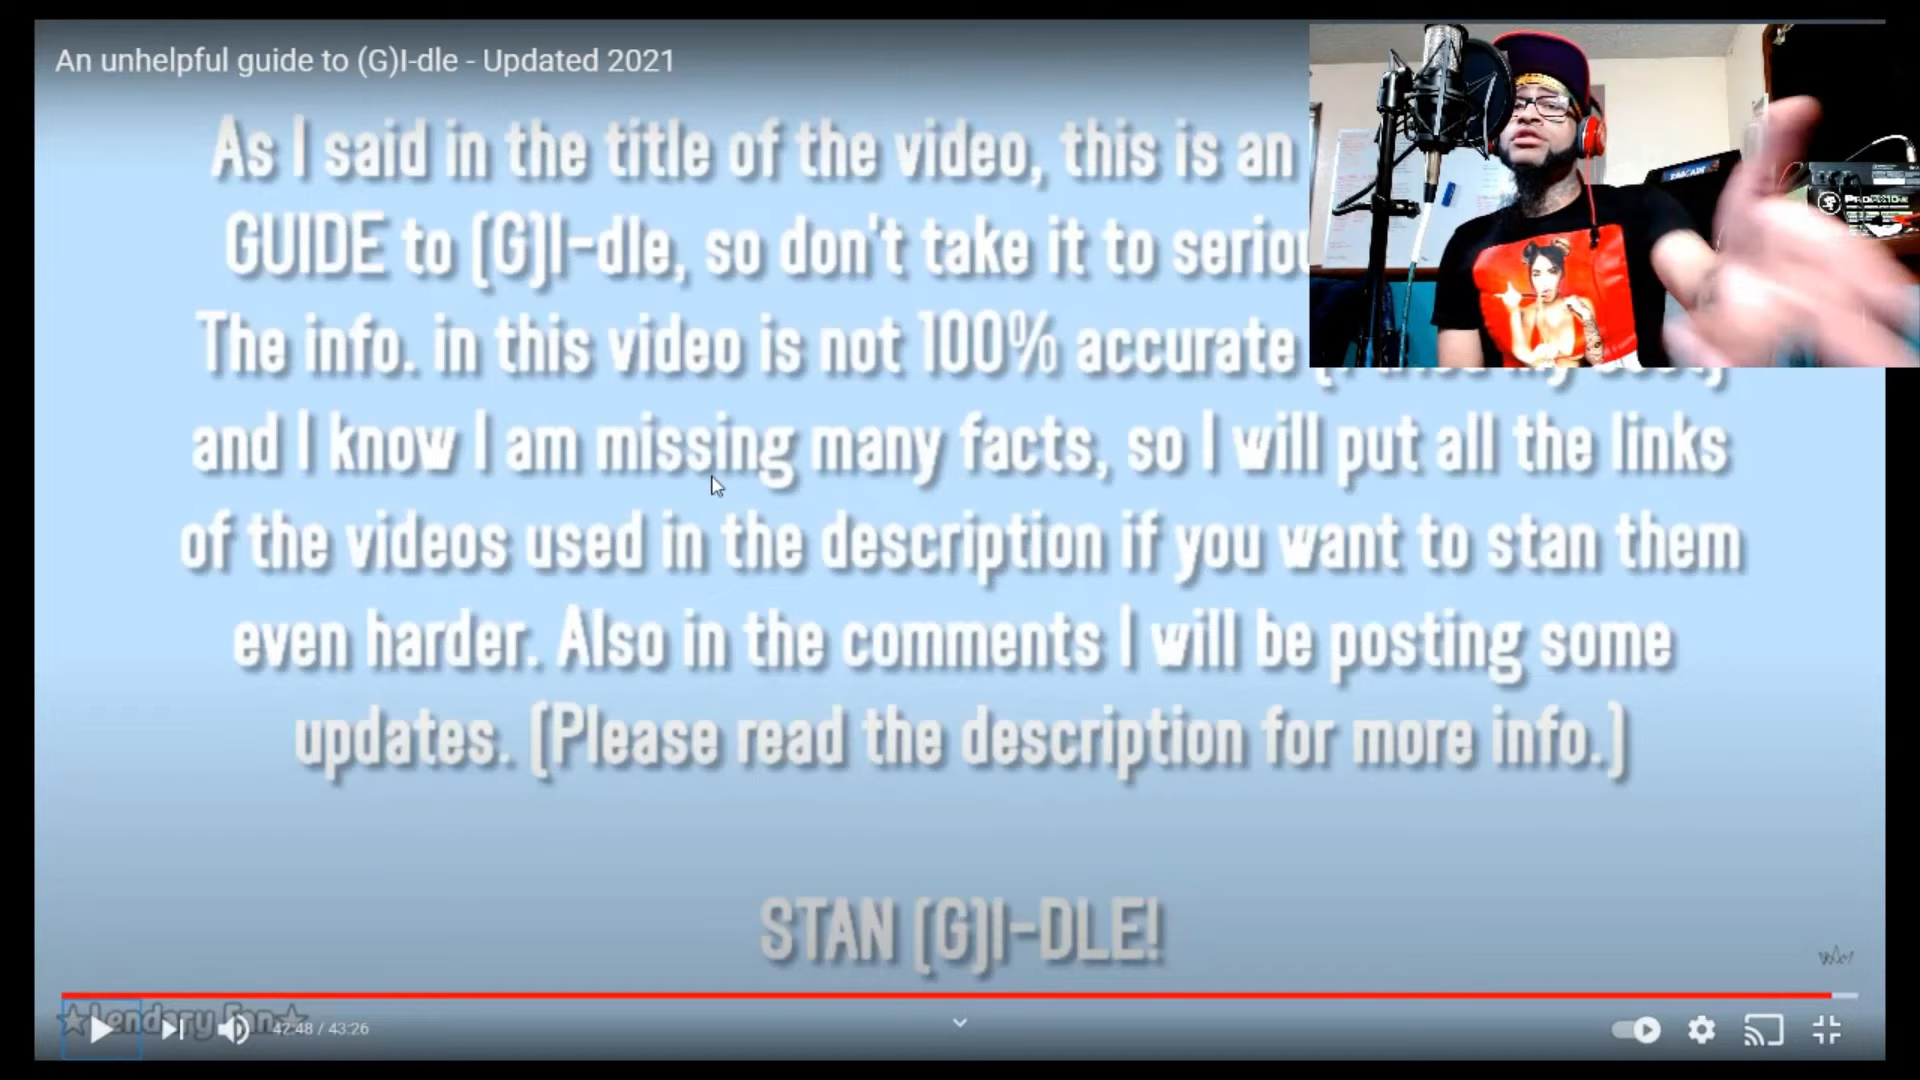 An unhelpful guide to (G)I-dle - Updated 2021
As I said in the title of the video, this is an
GUIDE to (G)I-dle, so don't take it to
The info. in this video is not 100% accurate
and I know I am missing many facts, so I will put all the links
of the videos used in the description if you want to stan them
even harder. Also in the comments I will be posting some
updates. (Please read the description for more info.)
STAN (G)I-DLE!
★Lendary Fan★
42:48 / 43:26